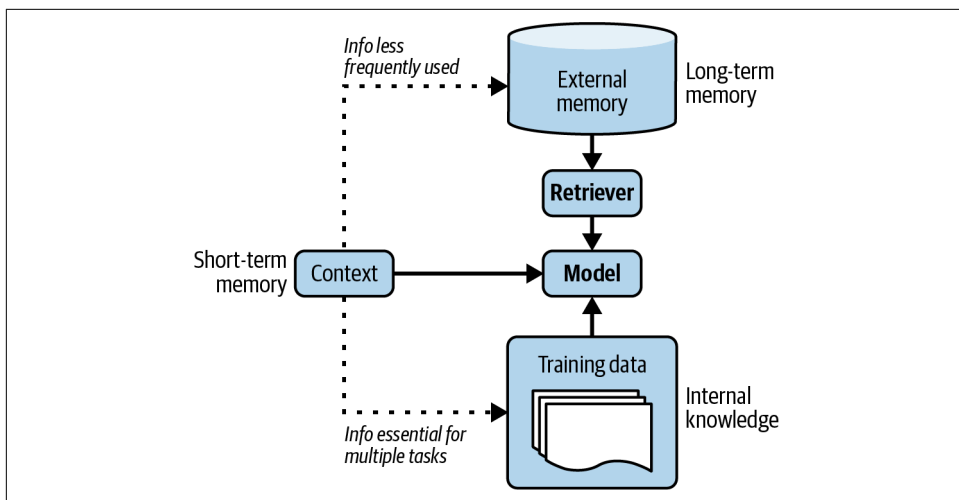 Info less
frequently used
External
memory
Long-term
memory
Retriever
Short-term
memory
Context
Model
Training data
Internal
knowledge
Info essential for
multiple tasks